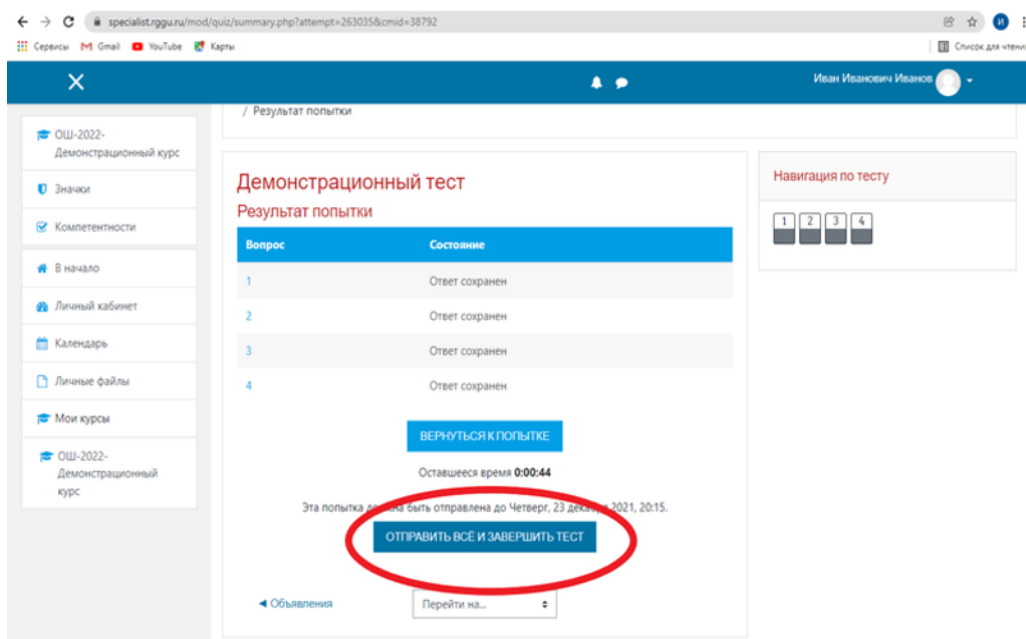 specialist.rggu.ru/mod/quiz/summary.php?attempt=263035&cmid=38792
И
Сервисы Gmail YouTube Карты
Список для чтения
Иван Иванович Иванов
/ Результат попытки
ОШ-2022-
Демонстрационный курс
Значки
Компетентности
В начало
Личный кабинет
Календарь
Личные файлы
Мои курсы
ОШ-2022-
Демонстрационный
курс
Демонстрационный тест
Результат попытки
Вопрос Состояние
1 Ответ сохранен
2 Ответ сохранен
3 Ответ сохранен
4 Ответ сохранен
ВЕРНУТЬСЯ К ПОПЫТКЕ
Оставшееся время 0:00:44
Эта попытка должна быть отправлена до Четверг, 23 декабря 2021, 20:15.
ОТПРАВИТЬ ВСЁ И ЗАВЕРШИТЬ ТЕСТ
◄ Объявления
Перейти на...
Навигация по тесту
1 2 3 4